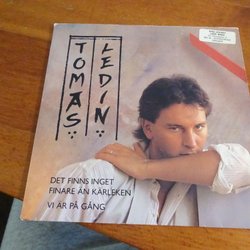 TOMAS
LEDIN
DET FINNS INGET
FINARE ÄN KÄRLEKEN
VI ÄR PÅ GÅNG